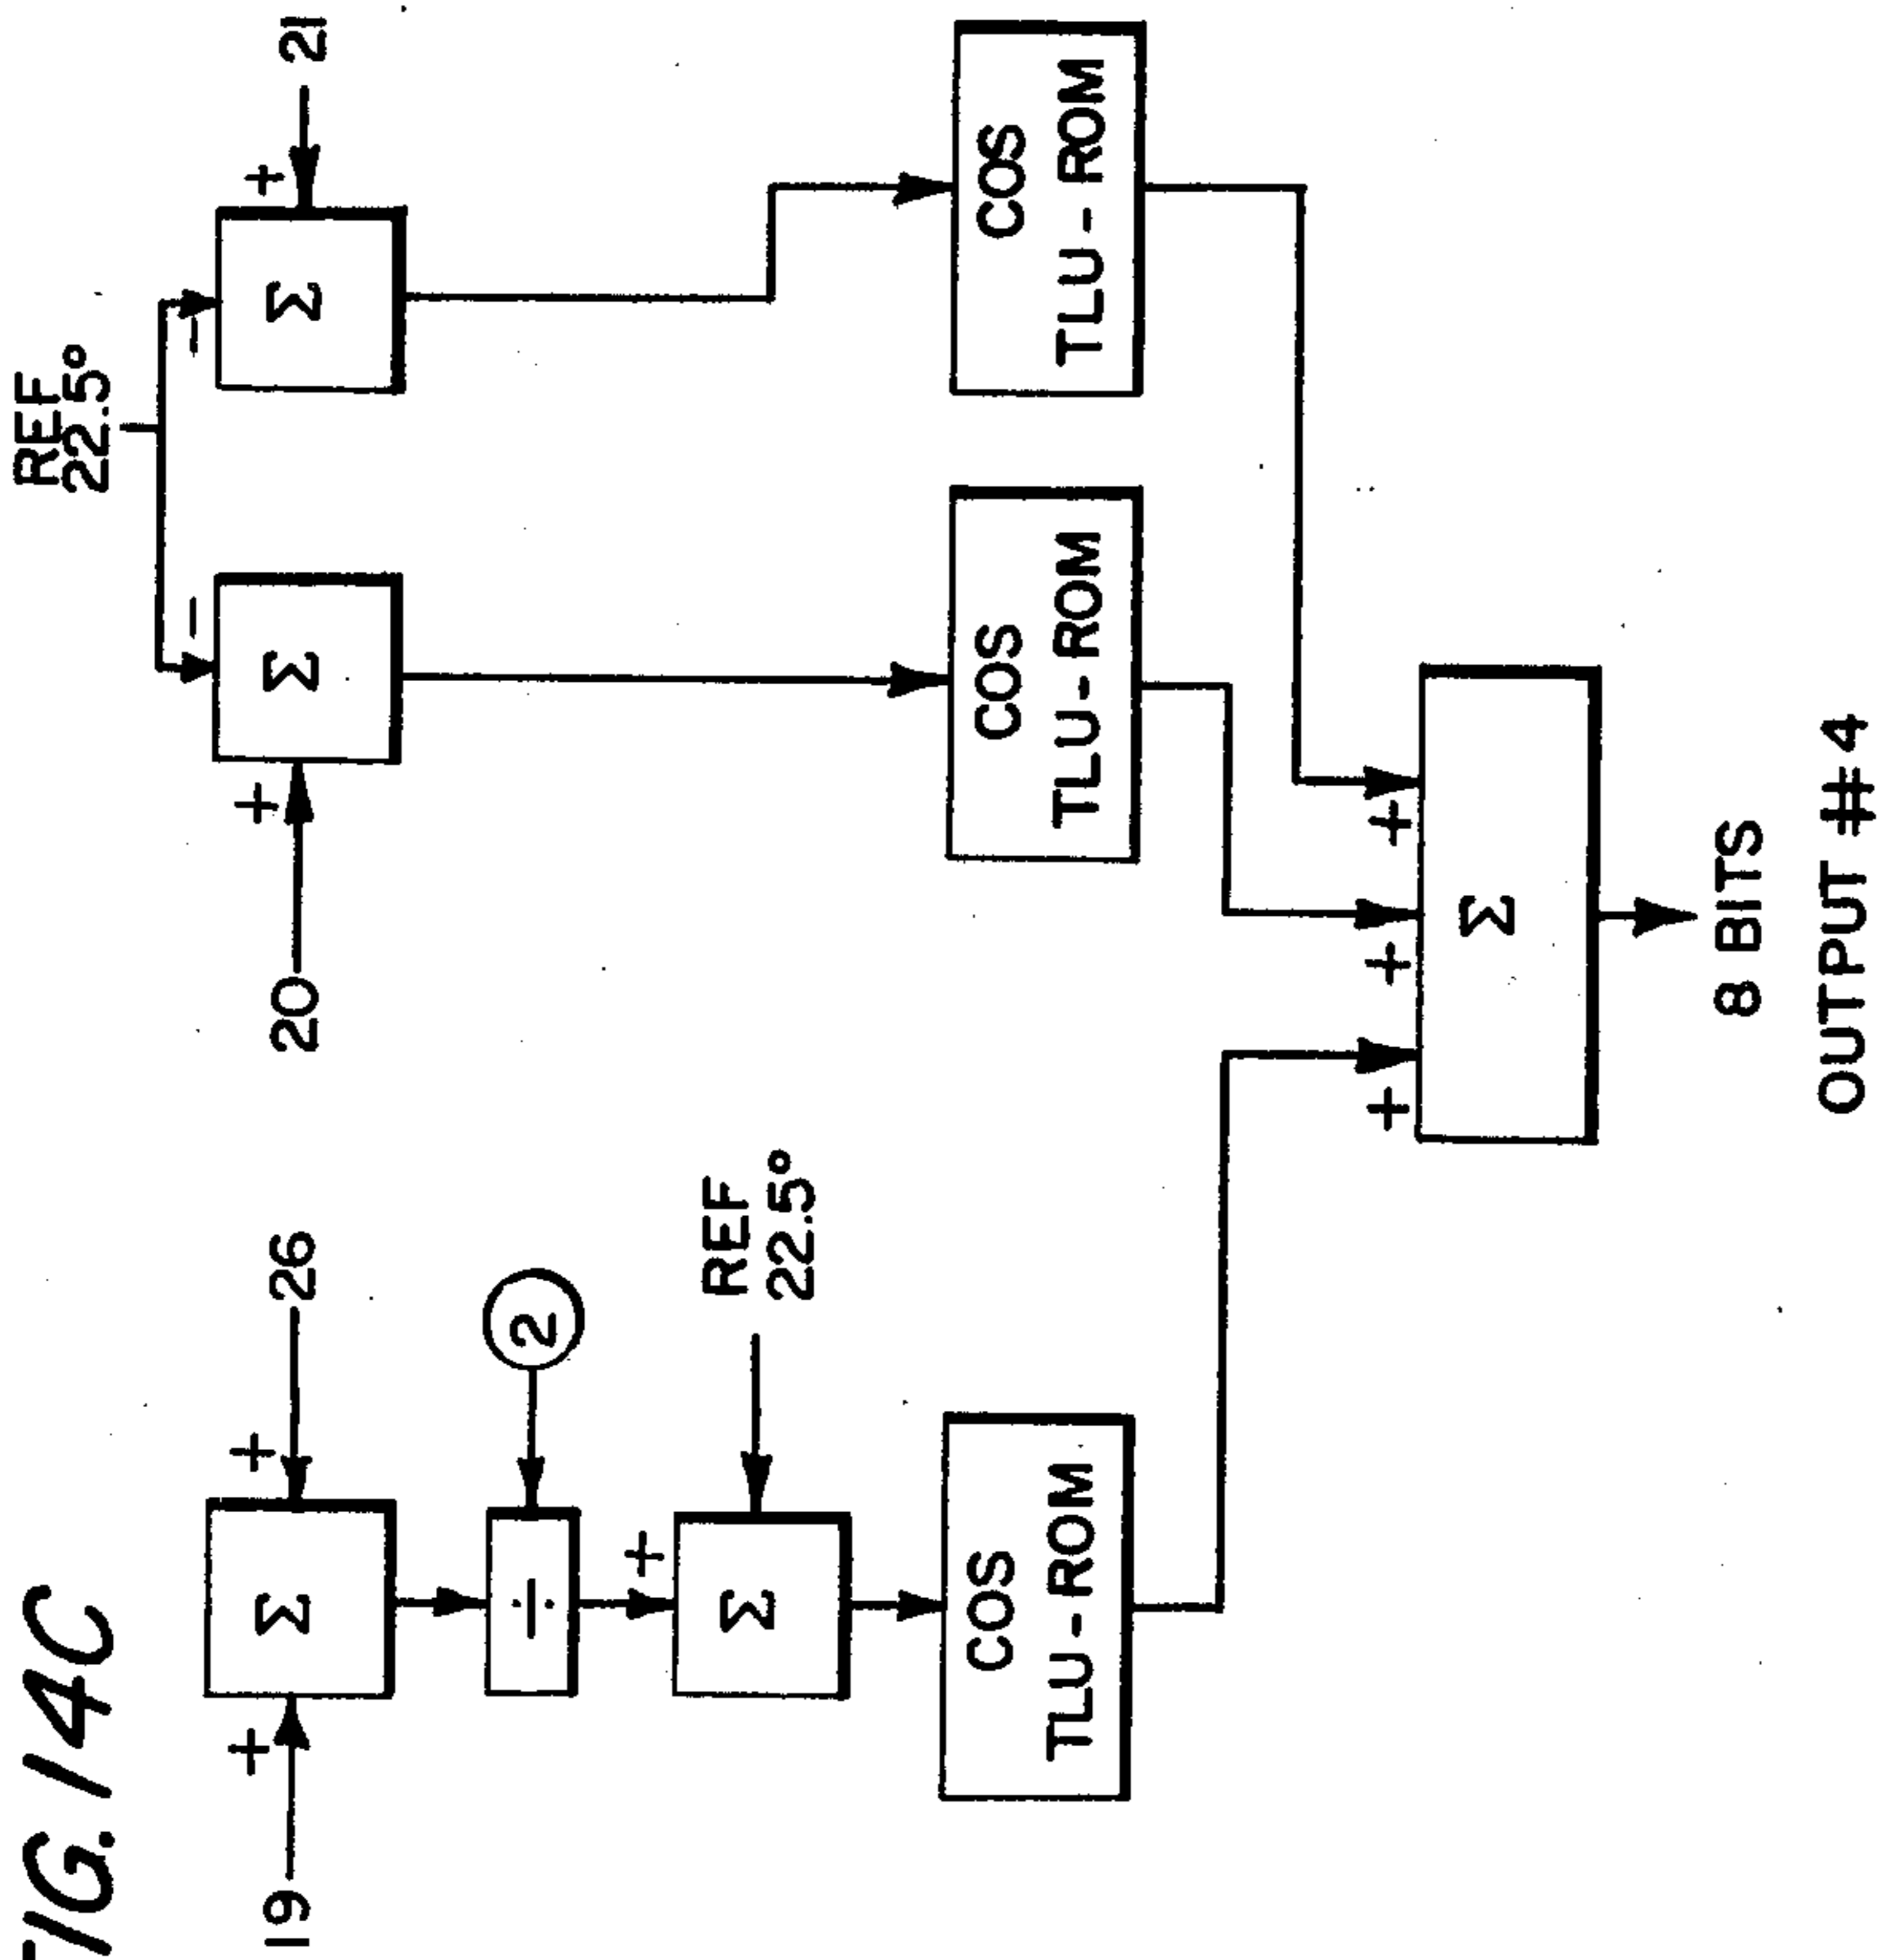 FIG. 14C
REF
22.5°
19
+
Σ
+
26
20
+
Σ
−
−
Σ
+
21
÷
2
+
Σ
REF
22.5°
COS
TLU-ROM
COS
TLU-ROM
COS
TLU-ROM
+
+
+
Σ
8 BITS
OUTPUT #4